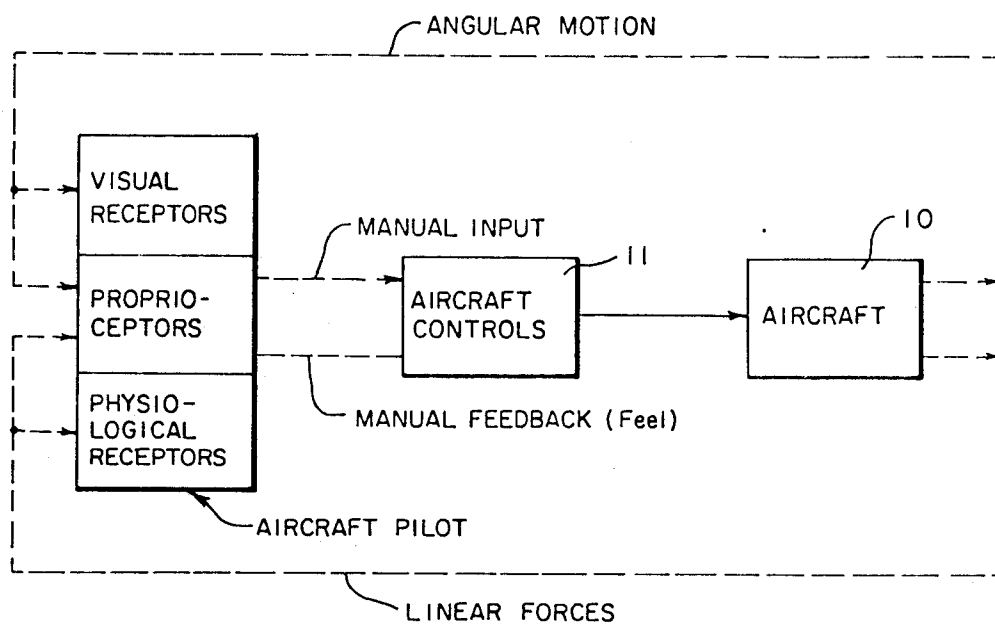 ANGULAR MOTION
VISUAL
RECEPTORS
PROPRIO-
CEPTORS
PHYSIO-
LOGICAL
RECEPTORS
MANUAL INPUT
11
AIRCRAFT
CONTROLS
10
AIRCRAFT
MANUAL FEEDBACK (Feel)
AIRCRAFT PILOT
LINEAR FORCES